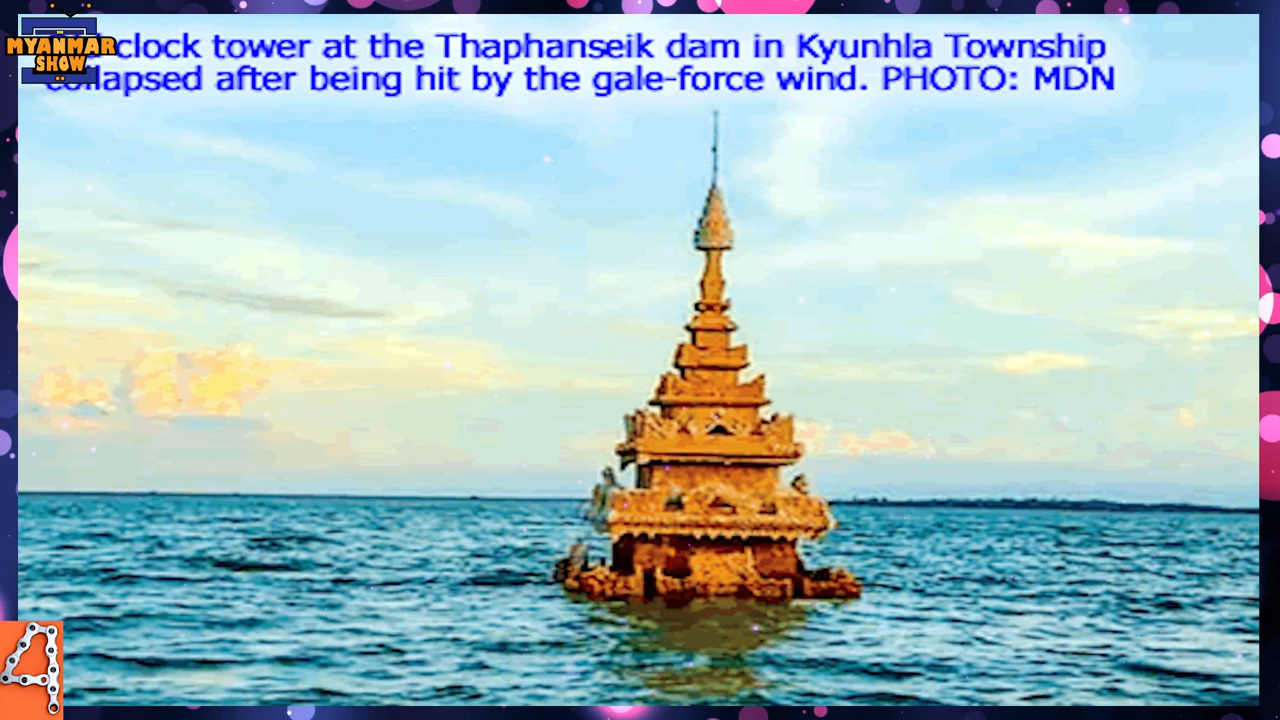 MYANMAR
SHOW
clock tower at the Thaphanseik dam in Kyunhla Township
collapsed after being hit by the gale-force wind. PHOTO: MDN
4